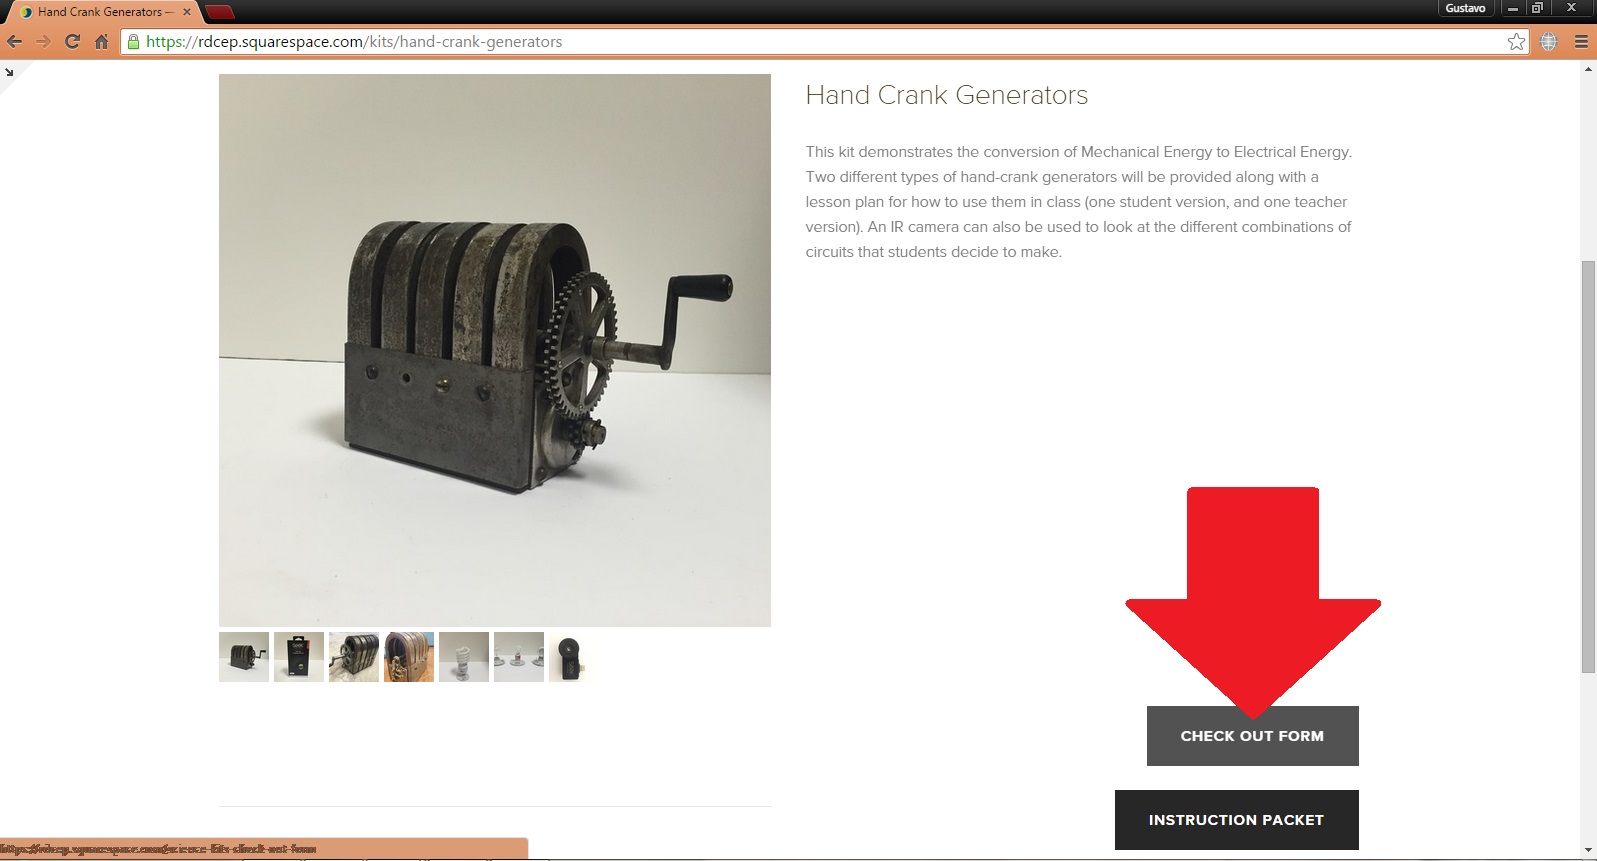 Hand Crank Generators —
Gustavo
https://rdcep.squarespace.com/kits/hand-crank-generators
Hand Crank Generators
This kit demonstrates the conversion of Mechanical Energy to Electrical Energy.
Two different types of hand-crank generators will be provided along with a
lesson plan for how to use them in class (one student version, and one teacher
version). An IR camera can also be used to look at the different combinations of
circuits that students decide to make.
CHECK OUT FORM
INSTRUCTION PACKET